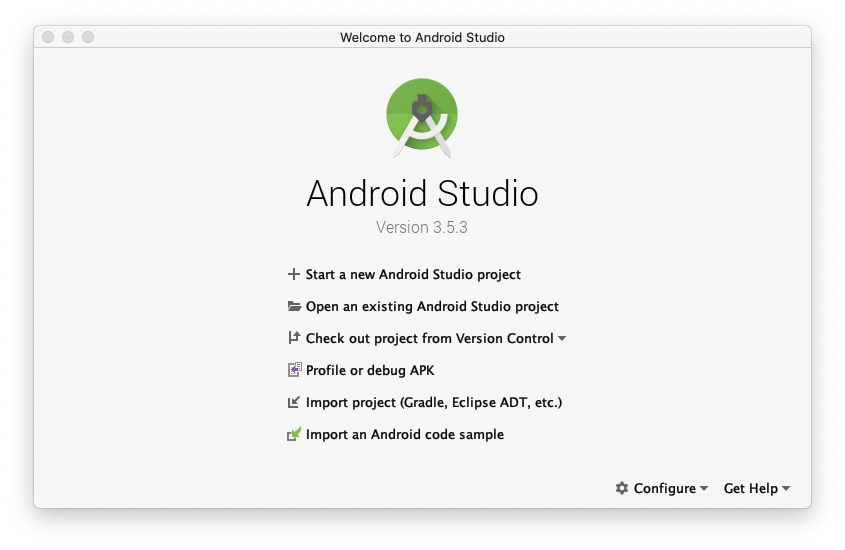 Welcome to Android Studio
Android Studio
Version 3.5.3
Start a new Android Studio project
Open an existing Android Studio project
Check out project from Version Control
Profile or debug APK
Import project (Gradle, Eclipse ADT, etc.)
Import an Android code sample
Configure Get Help